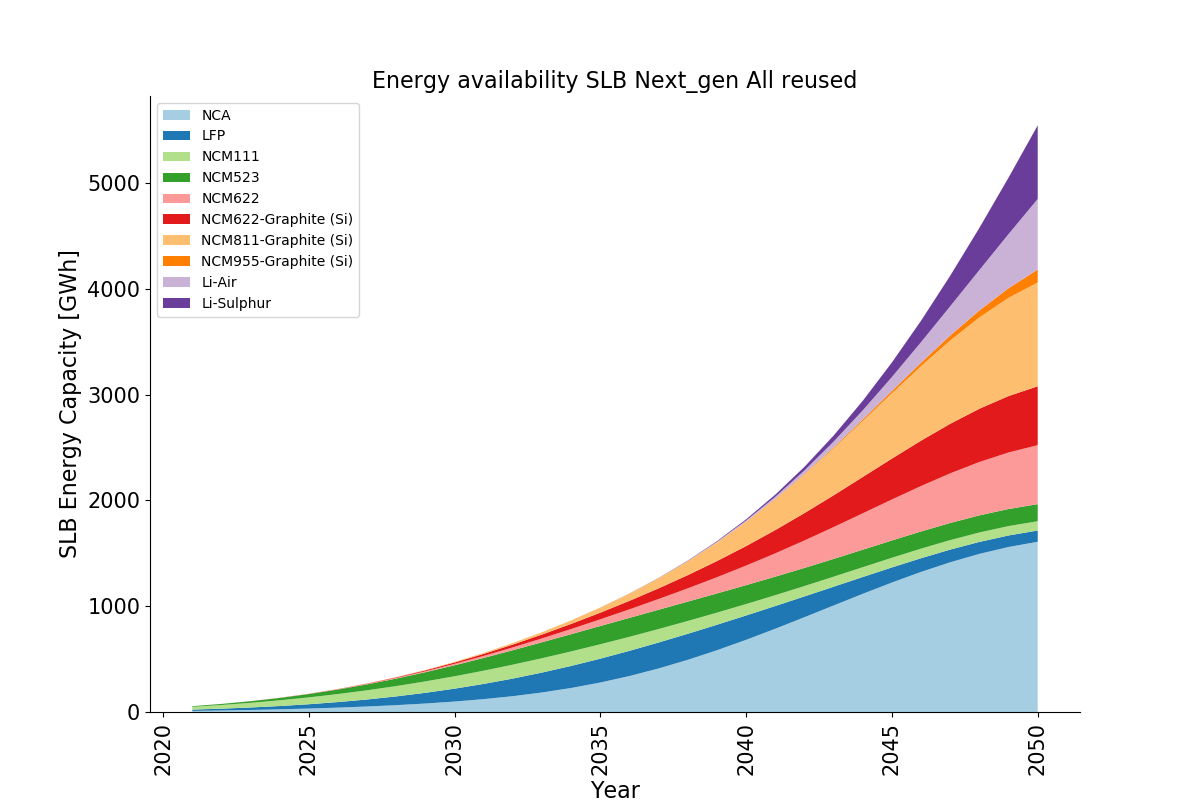 Energy availability SLB Next_gen All reused
NCA
LFP
NCM111
NCM523
NCM622
NCM622-Graphite (Si)
NCM811-Graphite (Si)
NCM955-Graphite (Si)
Li-Air
Li-Sulphur
SLB Energy Capacity [GWh]
5000
4000
3000
2000
1000
0
2020
2025
2030
2035
2040
2045
2050
Year